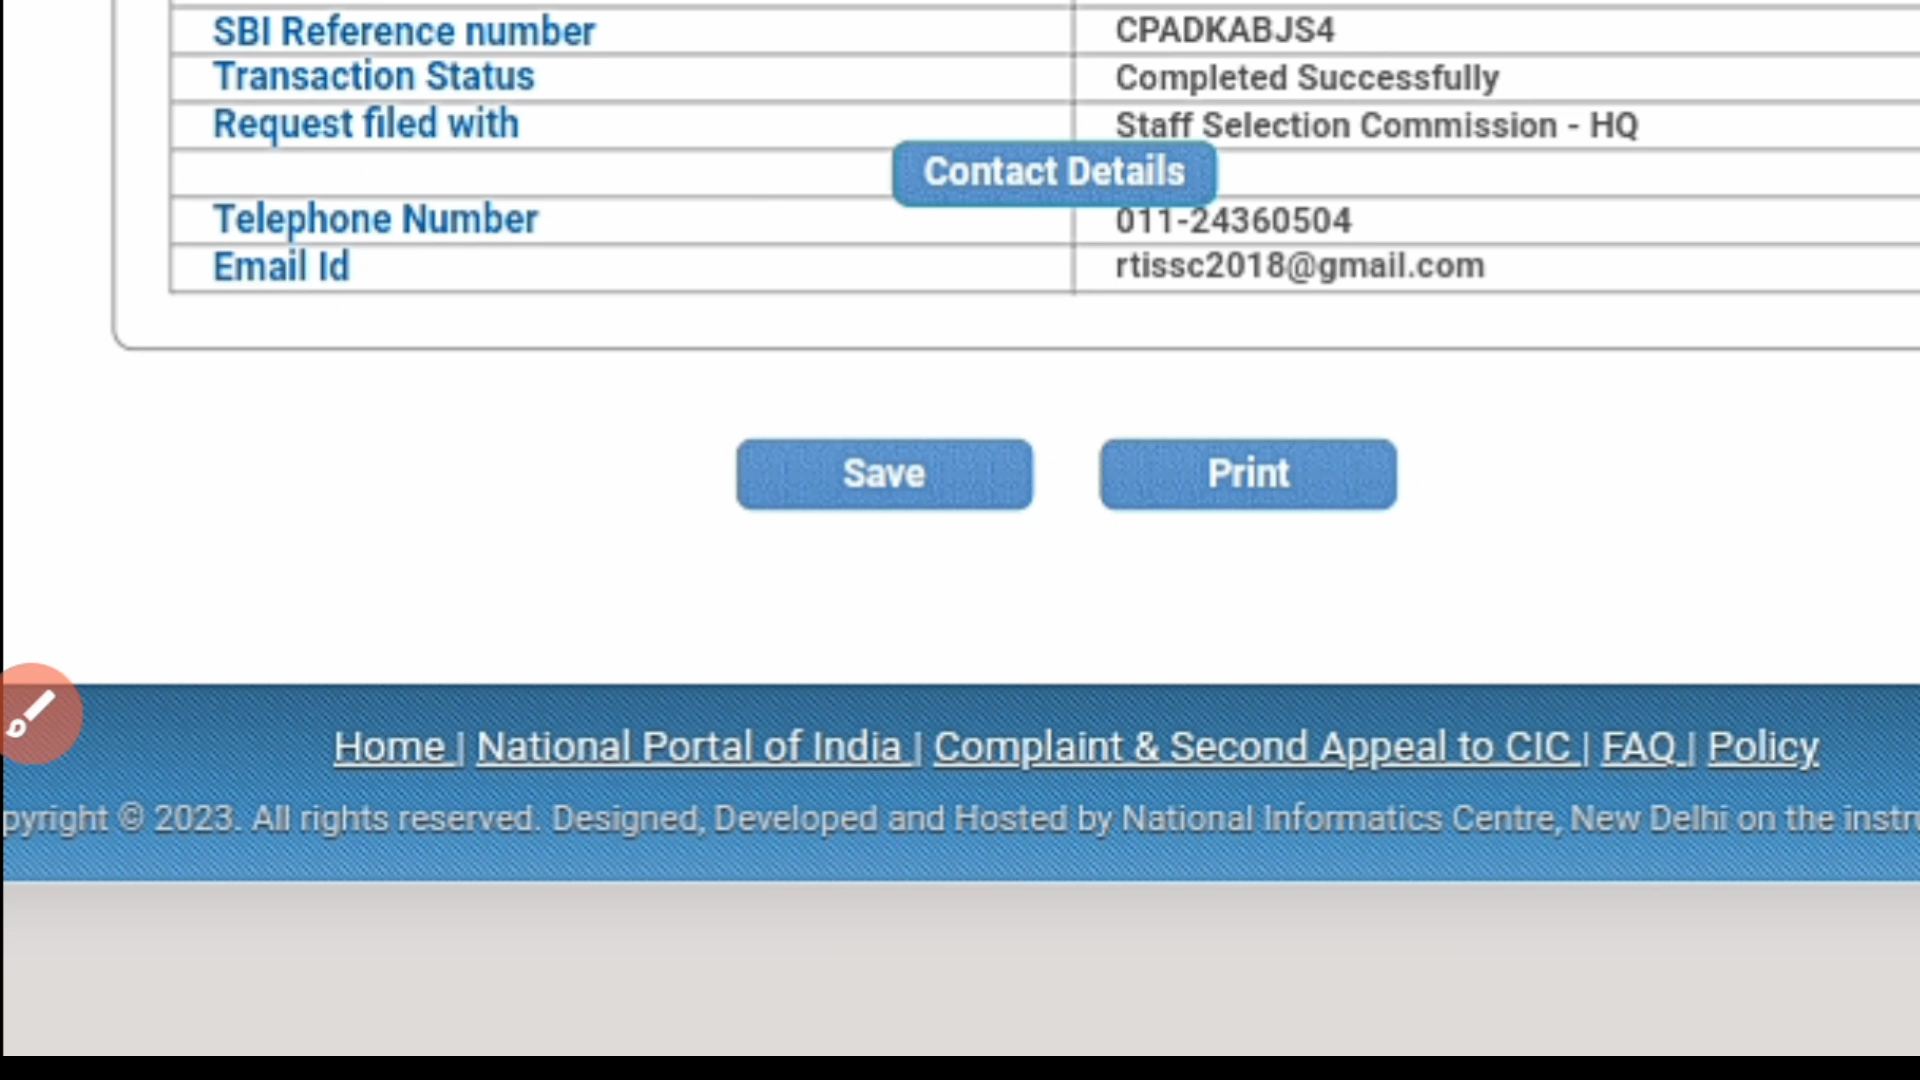 SBI Reference number CPADKABJS4
Transaction Status Completed Successfully
Request filed with Staff Selection Commission - HQ
Contact Details
Telephone Number 011-24360504
Email Id rtissc2018@gmail.com
Save Print
Home | National Portal of India | Complaint & Second Appeal to CIC | FAQ | Policy
pyright © 2023. All rights reserved. Designed, Developed and Hosted by National Informatics Centre, New Delhi on the instru